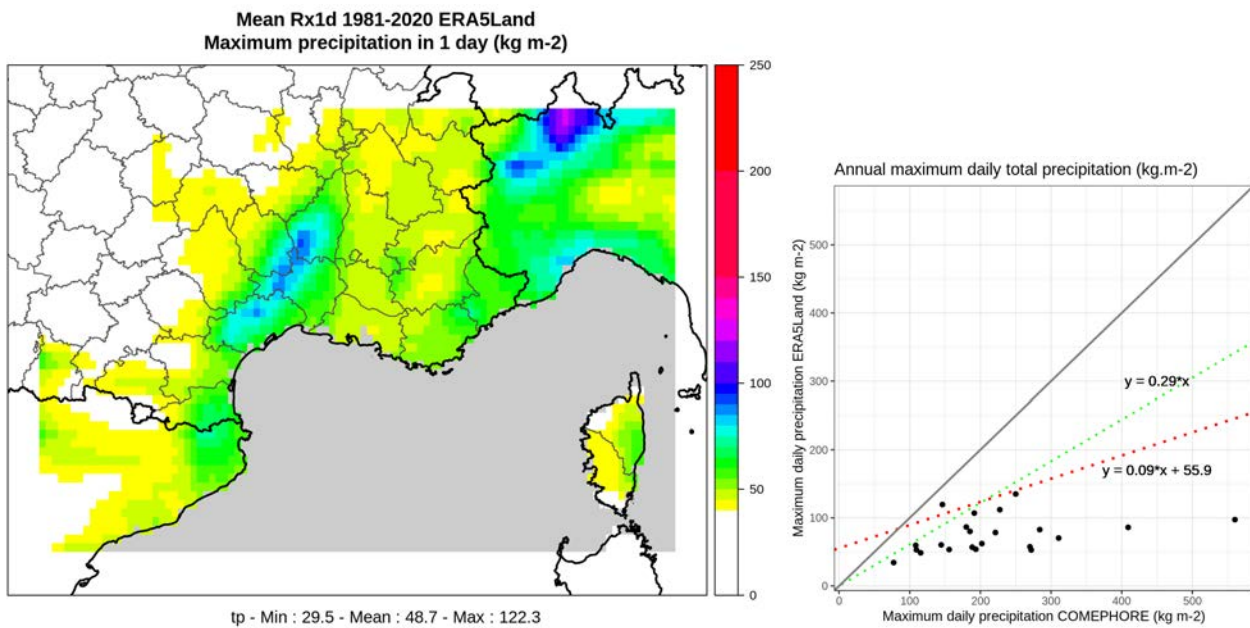 Mean Rx1d 1981-2020 ERA5Land
Maximum precipitation in 1 day (kg m-2)
250
200
150
100
50
0
tp - Min : 29.5 - Mean : 48.7 - Max : 122.3
Annual maximum daily total precipitation (kg.m-2)
Maximum daily precipitation ERA5Land (kg m-2)
500
400
300
200
100
0
y = 0.29*x
y = 0.09*x + 55.9
0 100 200 300 400 500
Maximum daily precipitation COMEPHORE (kg m-2)